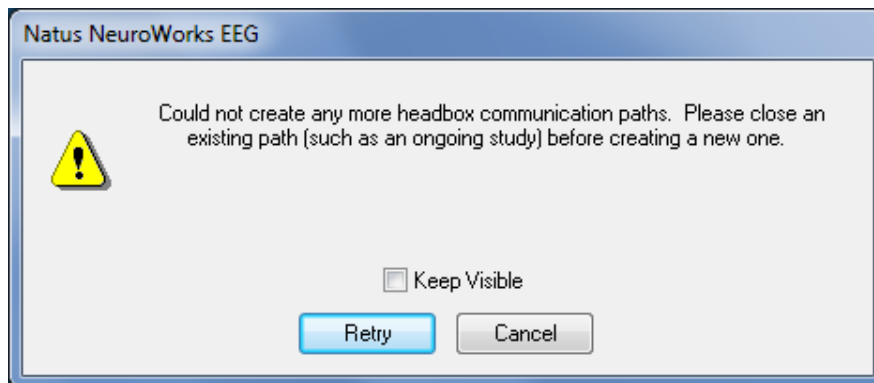 Natus NeuroWorks EEG
Could not create any more headbox communication paths.  Please close an
existing path (such as an ongoing study) before creating a new one.
Keep Visible
Retry
Cancel